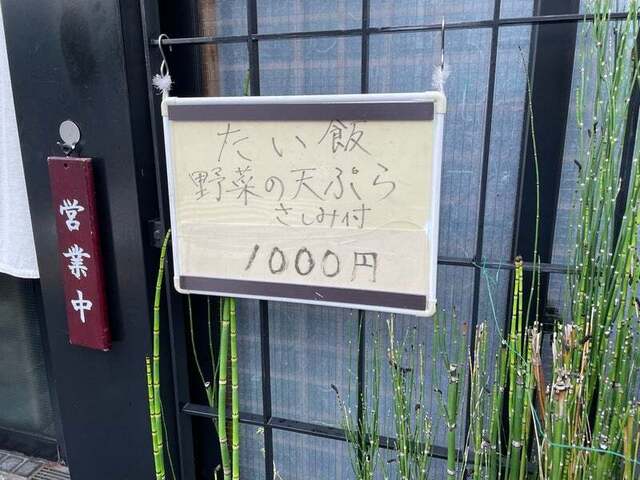 営業中
たい飯
野菜の天ぷら
さしみ付
1000円